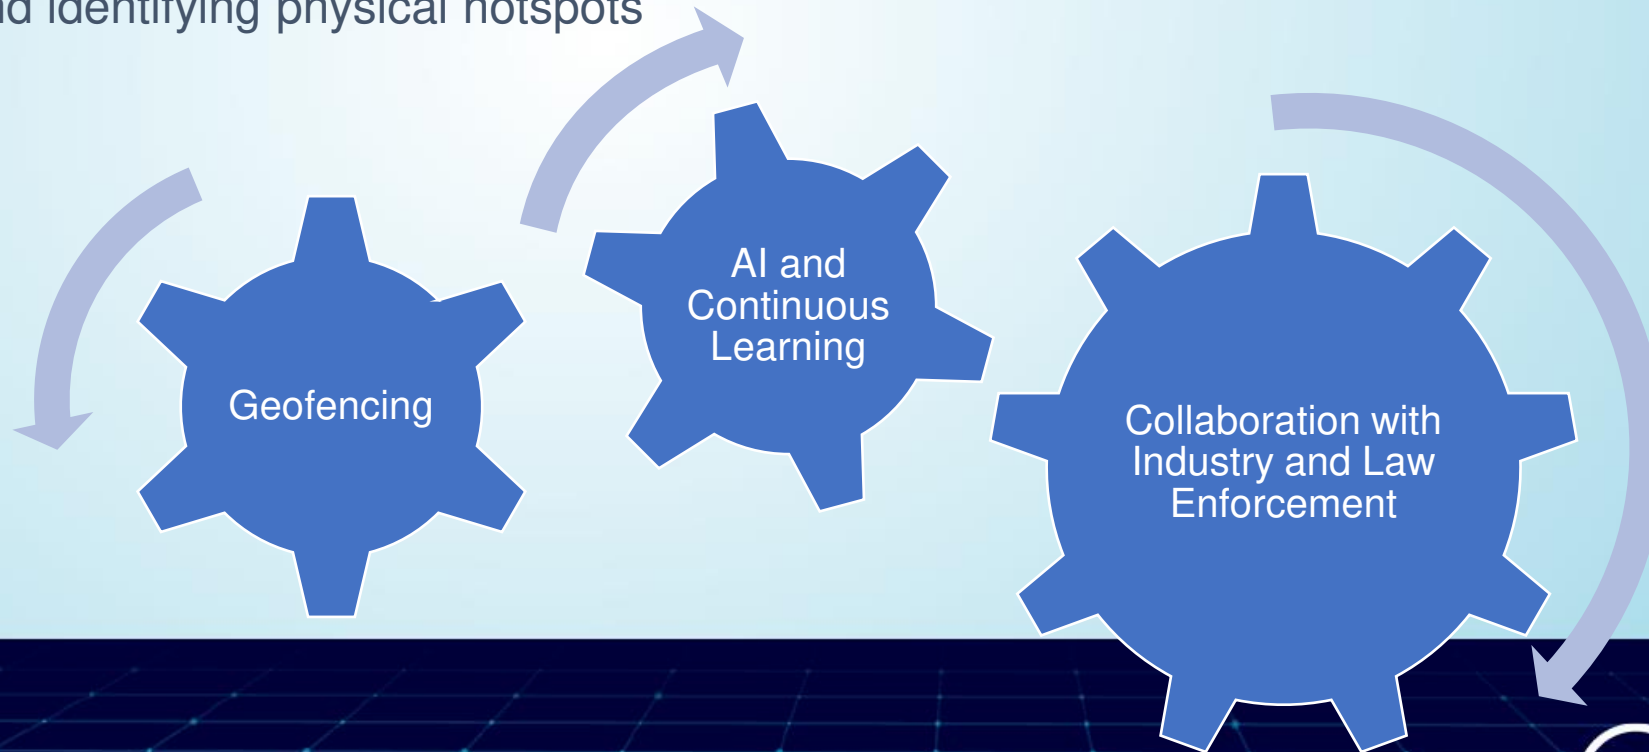 nd identifying physical hotspots
AI and
Continuous
Learning
Geofencing
Collaboration with
Industry and Law
Enforcement